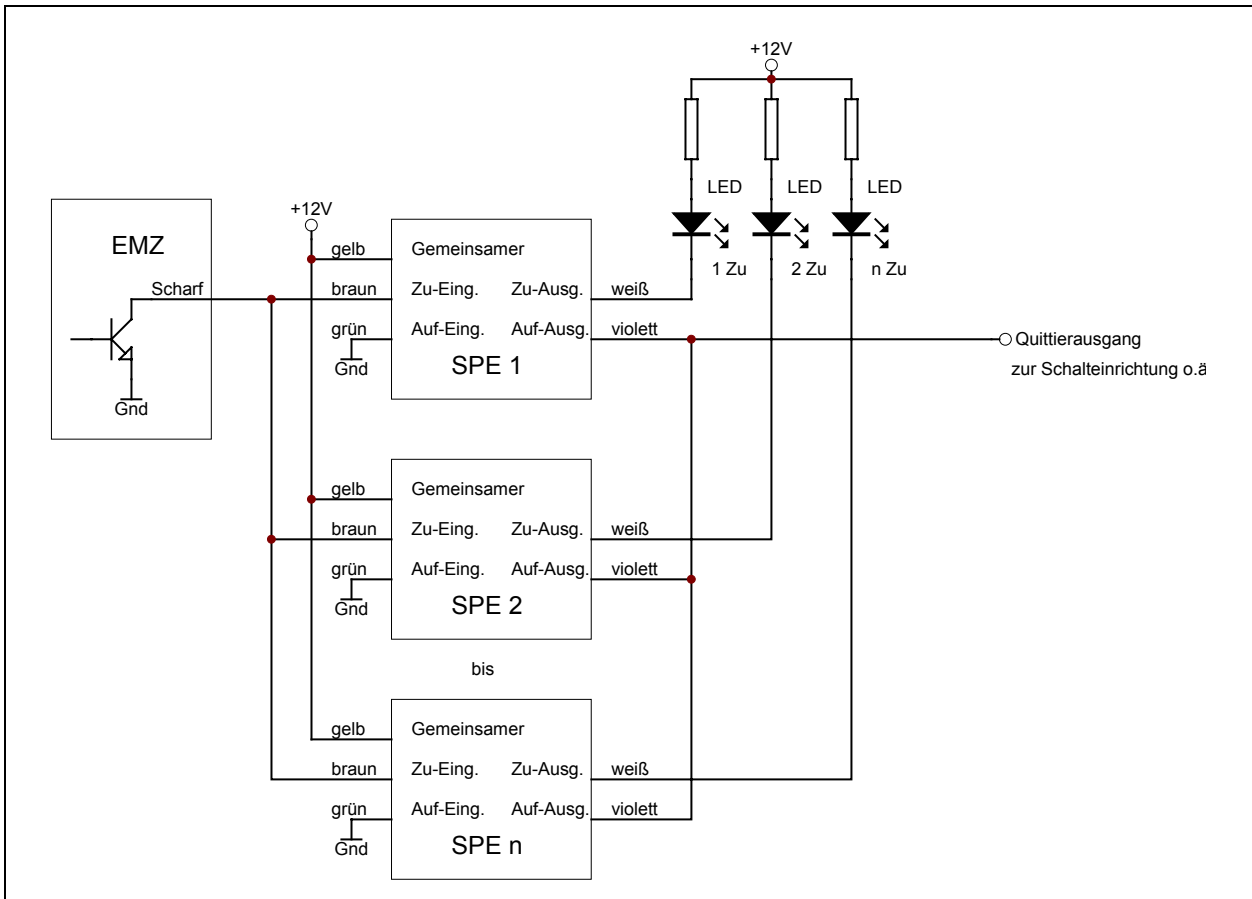 +12V
LED
LED
LED
1 Zu
2 Zu
n Zu
EMZ
Scharf
Gnd
+12V
gelb
Gemeinsamer
braun
Zu-Eing.
Zu-Ausg.
weiß
grün
Auf-Eing.
Auf-Ausg.
violett
Gnd
SPE 1
Quittierausgang
zur Schalteinrichtung o.ä
gelb
Gemeinsamer
braun
Zu-Eing.
Zu-Ausg.
weiß
grün
Auf-Eing.
Auf-Ausg.
violett
Gnd
SPE 2
bis
gelb
Gemeinsamer
braun
Zu-Eing.
Zu-Ausg.
weiß
grün
Auf-Eing.
Auf-Ausg.
violett
Gnd
SPE n